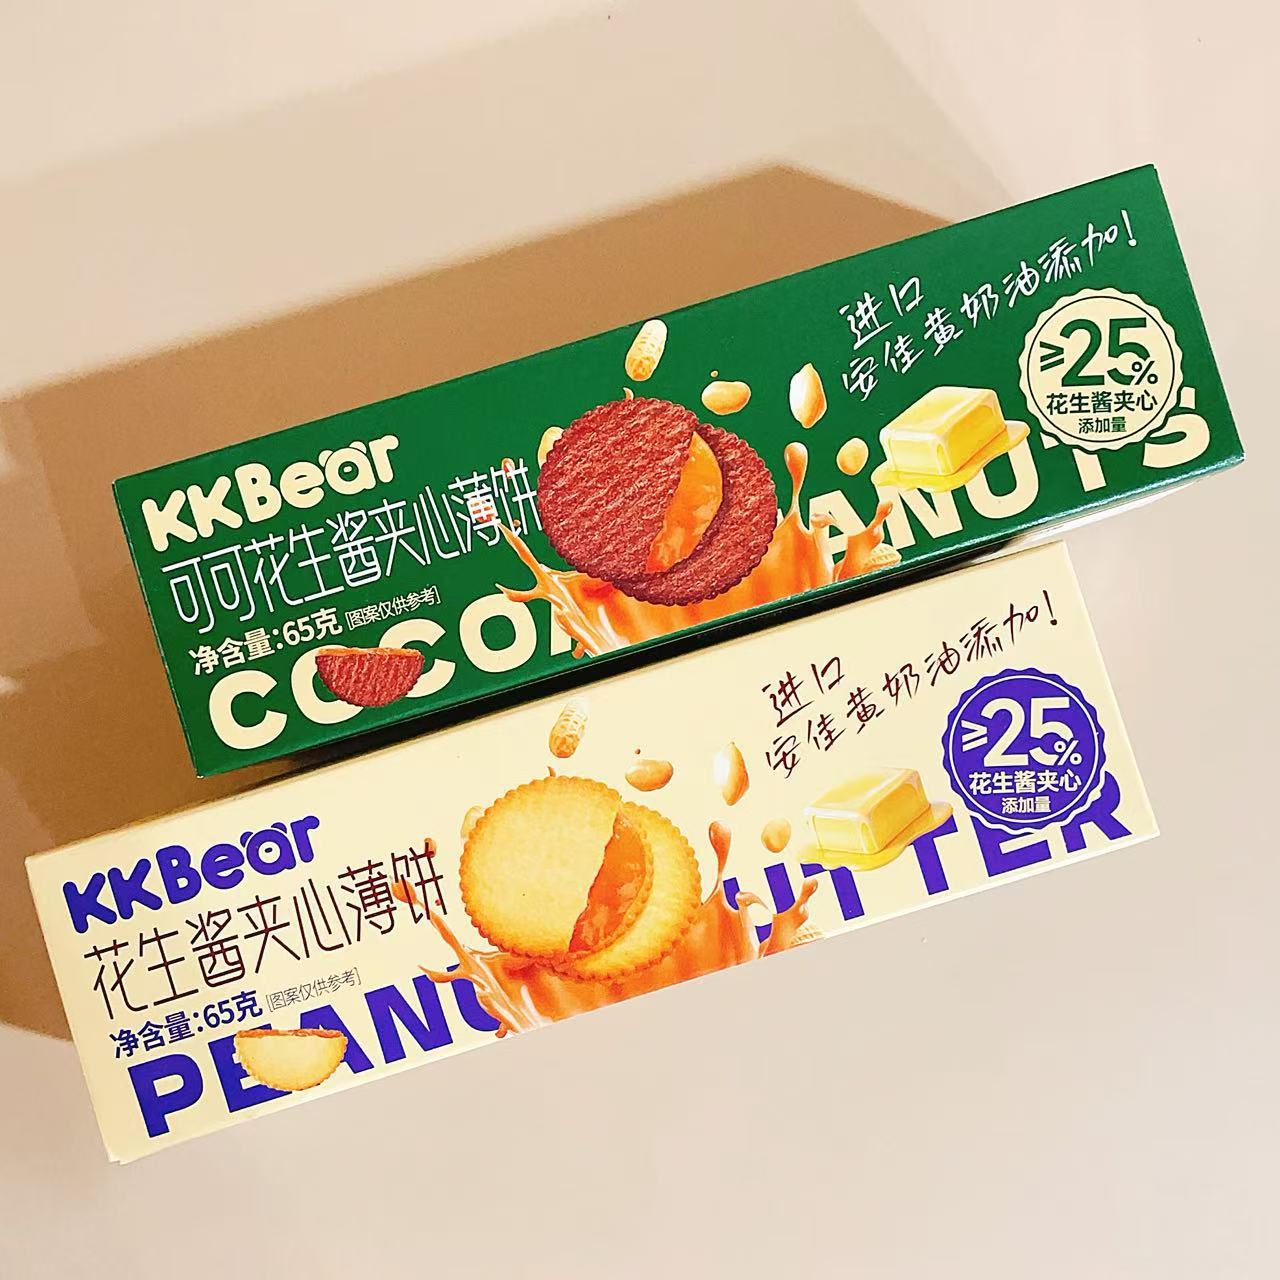 进口
安佳黄奶油添加!
≥25%
花生酱夹心
添加量
KKBear
可可花生酱夹心薄饼
净含量:65克 [图案仅供参考]
COCOA PEANUTS
进口
安佳黄奶油添加!
≥25%
花生酱夹心
添加量
KKBear
花生酱夹心薄饼
净含量:65克 [图案仅供参考]
PEANUT BUTTER